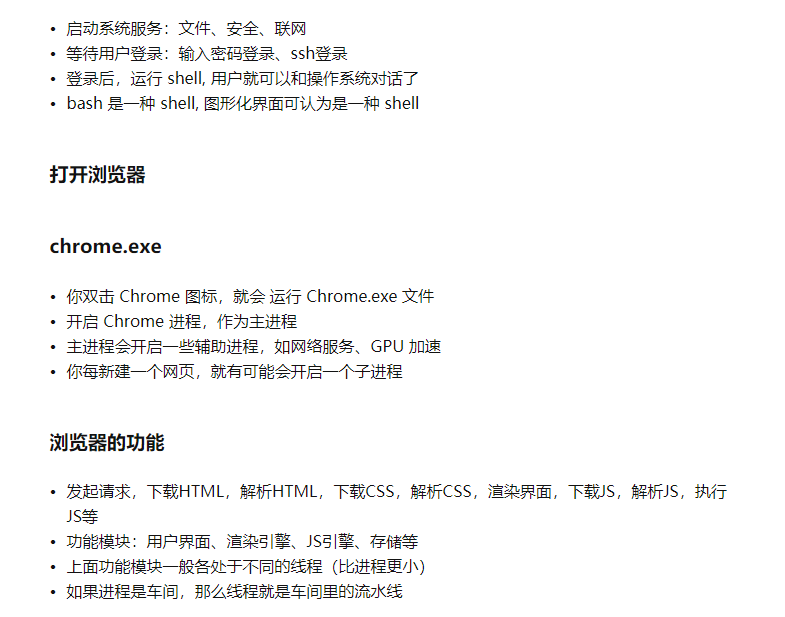 • 启动系统服务：文件、安全、联网
• 等待用户登录：输入密码登录、ssh登录
• 登录后，运行 shell, 用户就可以和操作系统对话了
• bash 是一种 shell, 图形化界面可认为是一种 shell
打开浏览器
chrome.exe
• 你双击 Chrome 图标，就会 运行 Chrome.exe 文件
• 开启 Chrome 进程，作为主进程
• 主进程会开启一些辅助进程，如网络服务、GPU 加速
• 你每新建一个网页，就有可能会开启一个子进程
浏览器的功能
• 发起请求，下载HTML，解析HTML，下载CSS，解析CSS，渲染界面，下载JS，解析JS，执行
JS等
• 功能模块：用户界面、渲染引擎、JS引擎、存储等
• 上面功能模块一般各处于不同的线程（比进程更小）
• 如果进程是车间，那么线程就是车间里的流水线